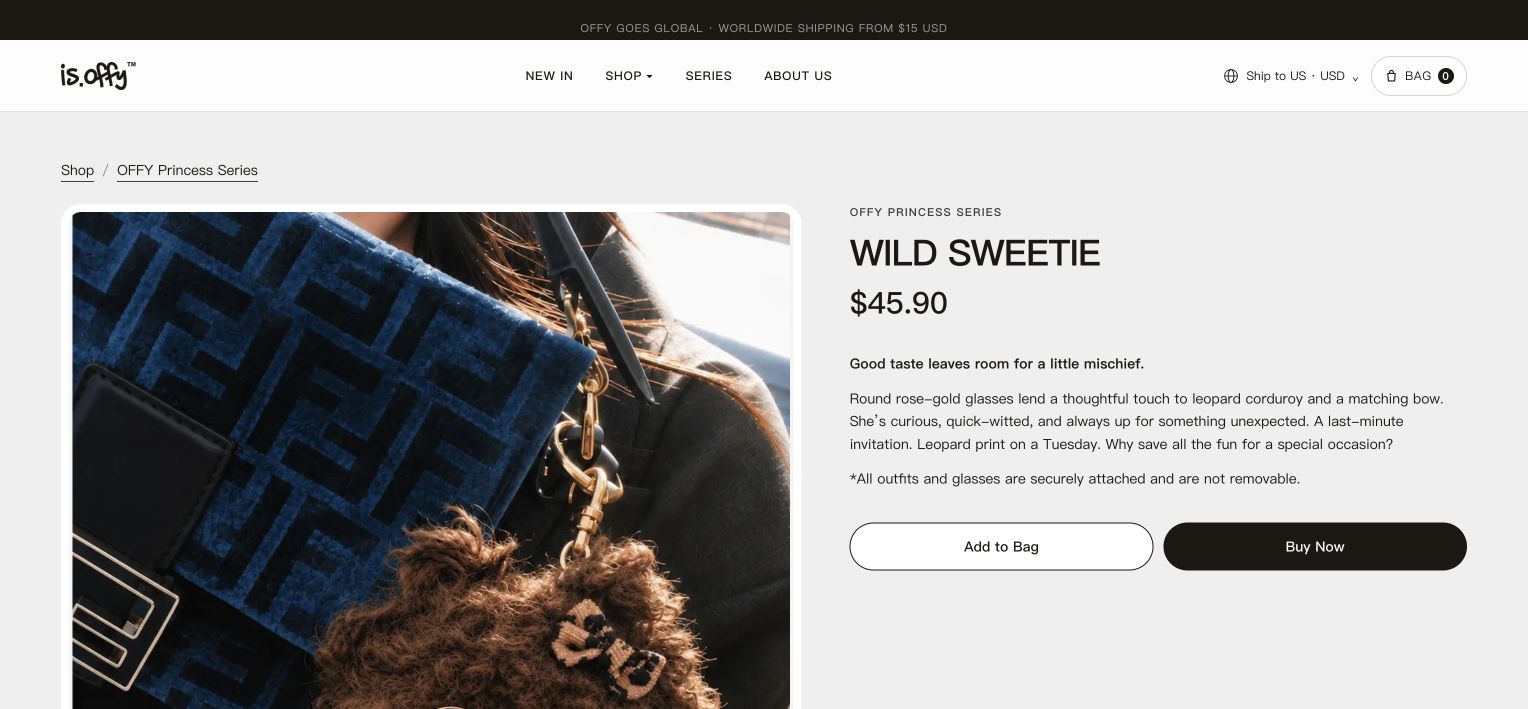 OFFY GOES GLOBAL · WORLDWIDE SHIPPING FROM $15 USD
is.offy™
NEW IN
SHOP
SERIES
ABOUT US
Ship to US · USD
BAG 0
Shop / OFFY Princess Series
OFFY PRINCESS SERIES
WILD SWEETIE
$45.90
Good taste leaves room for a little mischief.
Round rose–gold glasses lend a thoughtful touch to leopard corduroy and a matching bow.
She’s curious, quick–witted, and always up for something unexpected. A last–minute
invitation. Leopard print on a Tuesday. Why save all the fun for a special occasion?
*All outfits and glasses are securely attached and are not removable.
Add to Bag
Buy Now